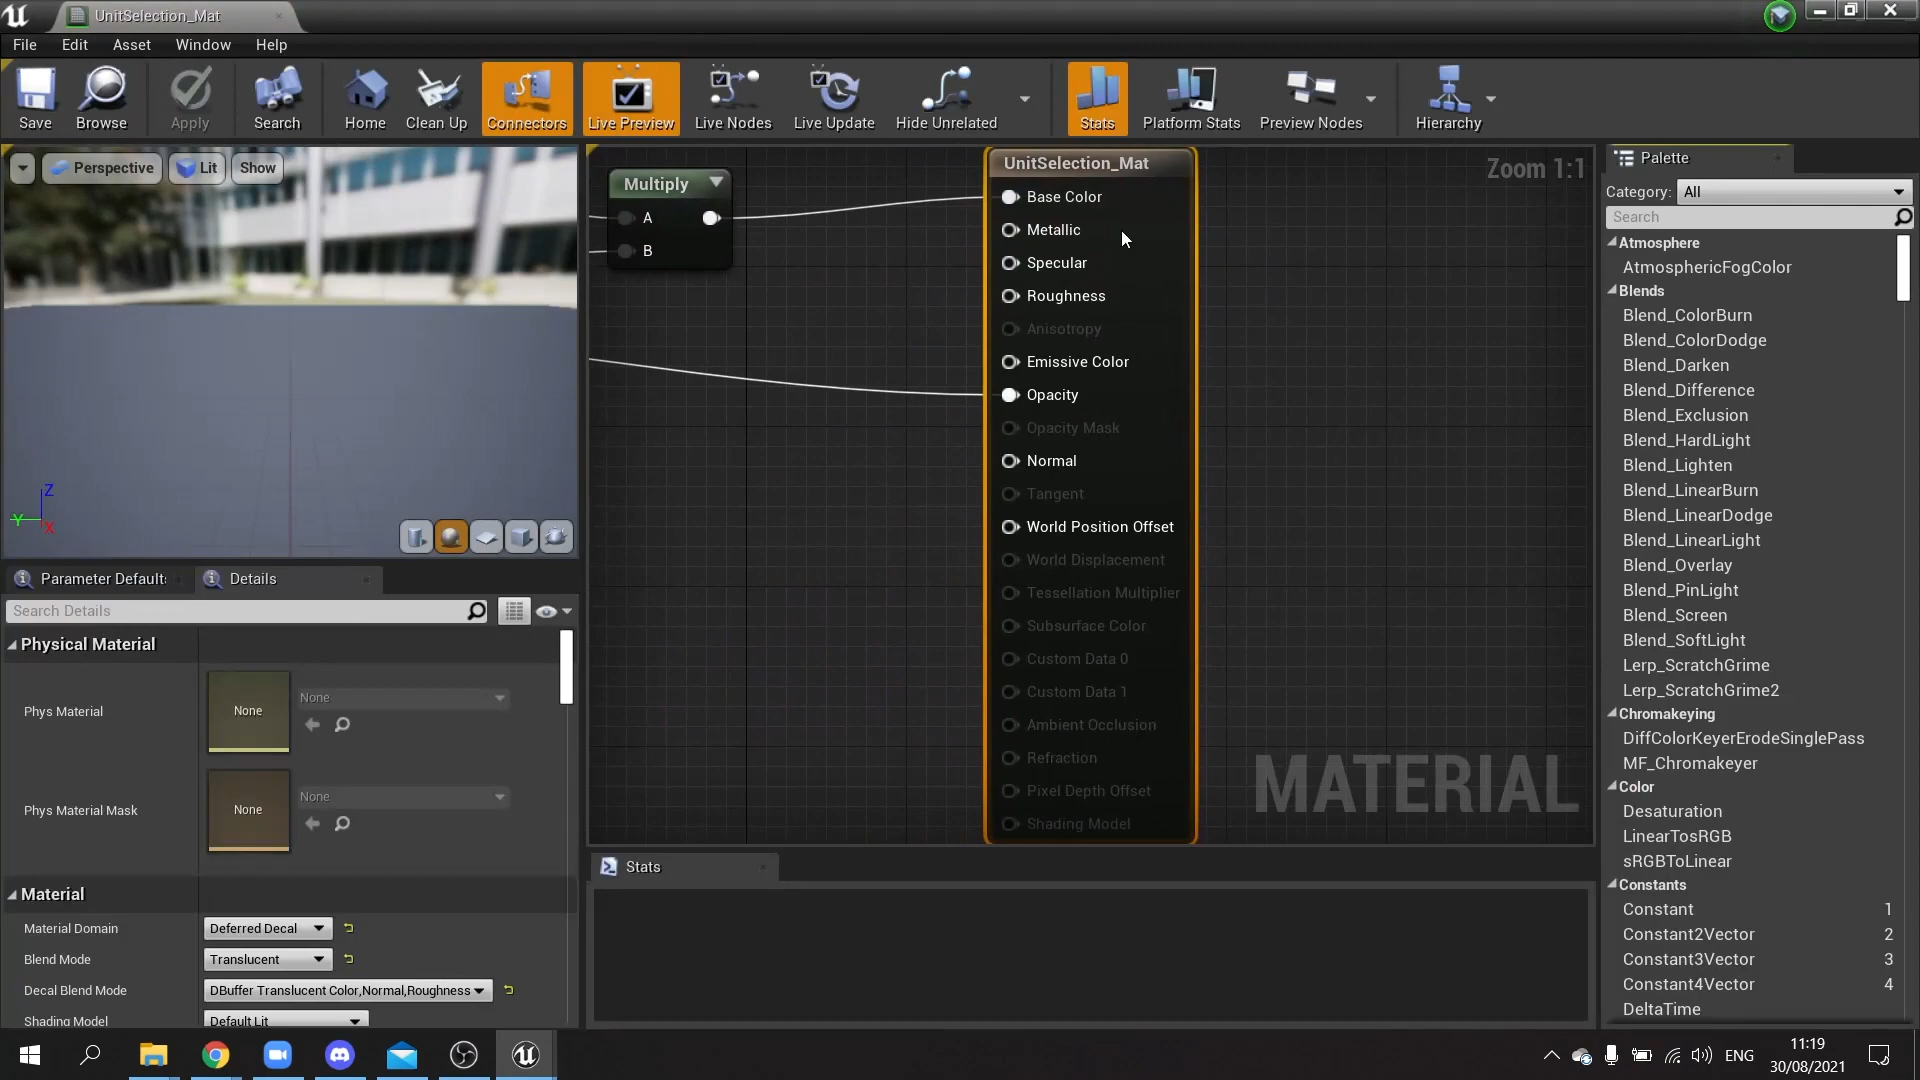 UnitSelection_Mat
File Edit Asset Window Help
Save Browse Apply Search Home Clean Up Connectors Live Preview Live Nodes Live Update Hide Unrelated Stats Platform Stats Preview Nodes Hierarchy
Perspective Lit Show
Z
Y
X
Multiply
A
B
Zoom 1:1
UnitSelection_Mat
Base Color
Metallic
Specular
Roughness
Anisotropy
Emissive Color
Opacity
Opacity Mask
Normal
Tangent
World Position Offset
World Displacement
Tessellation Multiplier
Subsurface Color
Custom Data 0
Custom Data 1
Ambient Occlusion
Refraction
Pixel Depth Offset
Shading Model
MATERIAL
Parameter Default: Details
Search Details
Physical Material
Phys Material None None
Phys Material Mask None None
Material
Material Domain Deferred Decal
Blend Mode Translucent
Decal Blend Mode DBuffer Translucent Color,Normal,Roughness
Shading Model Default Lit
Stats
Palette
Category: All
Search
Atmosphere
AtmosphericFogColor
Blends
Blend_ColorBurn
Blend_ColorDodge
Blend_Darken
Blend_Difference
Blend_Exclusion
Blend_HardLight
Blend_Lighten
Blend_LinearBurn
Blend_LinearDodge
Blend_LinearLight
Blend_Overlay
Blend_PinLight
Blend_Screen
Blend_SoftLight
Lerp_ScratchGrime
Lerp_ScratchGrime2
Chromakeying
DiffColorKeyerErodeSinglePass
MF_Chromakeyer
Color
Desaturation
LinearTosRGB
sRGBToLinear
Constants
Constant 1
Constant2Vector 2
Constant3Vector 3
Constant4Vector 4
DeltaTime
ENG
11:19
30/08/2021